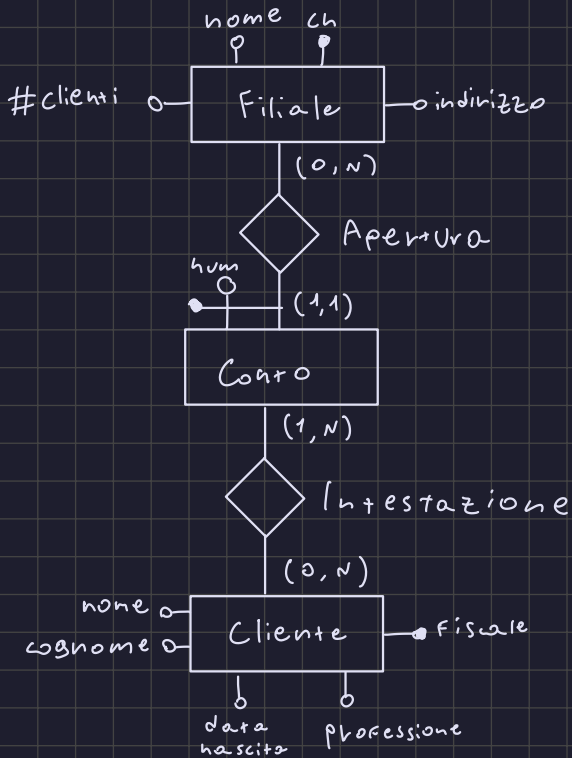 nome ch
#clienti
Filiale
indirizzo
(0,N)
Apertura
num
(1,1)
Conto
(1,N)
Intestazione
(0,N)
nome
Cliente
Fiscale
cognome
data
nascita
professione